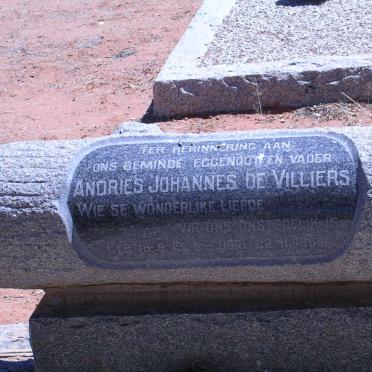 TER HERINNERING AAN
ONS BEMINDE EGGENOOT EN VADER
ANDRIES JOHANNES DE VILLIERS
WIE SE WONDERLIKE LIEFDE
VIR ONS ONSTERFLIK IS
GEB.